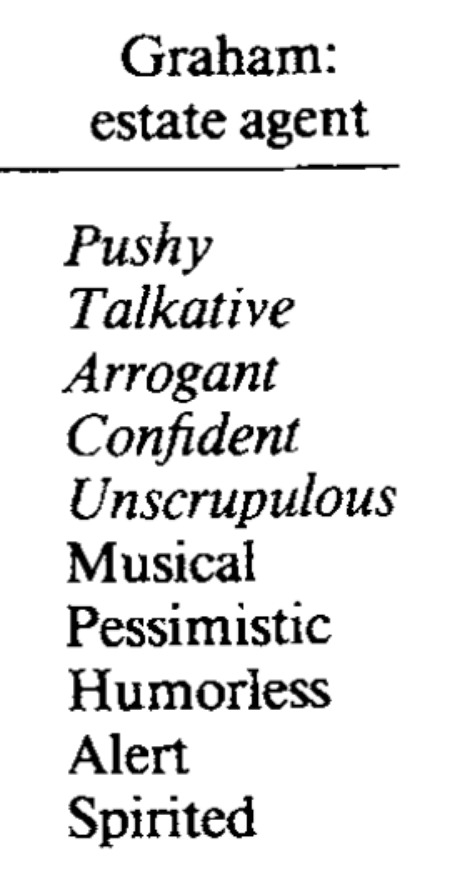 Graham:
estate agent
Pushy
Talkative
Arrogant
Confident
Unscrupulous
Musical
Pessimistic
Humorless
Alert
Spirited